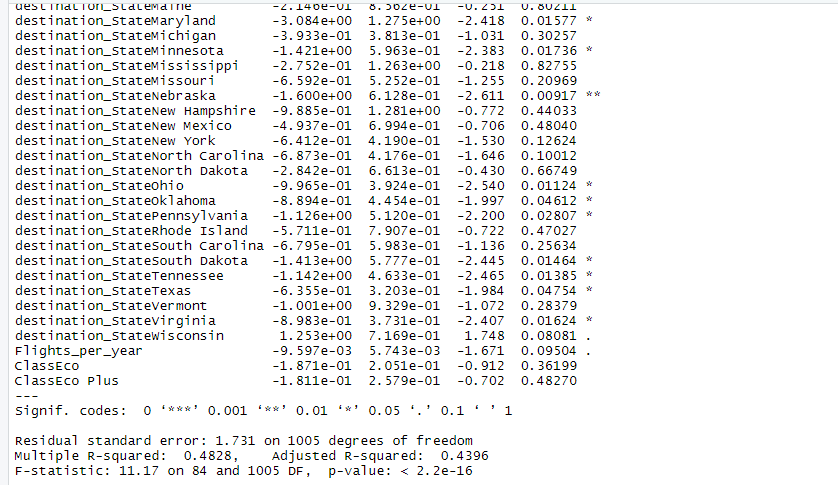 destination_StateMaine -2.146e-01 8.562e-01 -0.251 0.80211
destination_StateMaryland -3.084e+00 1.275e+00 -2.418 0.01577 *
destination_StateMichigan -3.933e-01 3.813e-01 -1.031 0.30257
destination_StateMinnesota -1.421e+00 5.963e-01 -2.383 0.01736 *
destination_StateMississippi -2.752e-01 1.263e+00 -0.218 0.82755
destination_StateMissouri -6.592e-01 5.252e-01 -1.255 0.20969
destination_StateNebraska -1.600e+00 6.128e-01 -2.611 0.00917 **
destination_StateNew Hampshire -9.885e-01 1.281e+00 -0.772 0.44033
destination_StateNew Mexico -4.937e-01 6.994e-01 -0.706 0.48040
destination_StateNew York -6.412e-01 4.190e-01 -1.530 0.12624
destination_StateNorth Carolina -6.873e-01 4.176e-01 -1.646 0.10012
destination_StateNorth Dakota -2.842e-01 6.613e-01 -0.430 0.66749
destination_StateOhio -9.965e-01 3.924e-01 -2.540 0.01124 *
destination_StateOklahoma -8.894e-01 4.454e-01 -1.997 0.04612 *
destination_StatePennsylvania -1.126e+00 5.120e-01 -2.200 0.02807 *
destination_StateRhode Island -5.711e-01 7.907e-01 -0.722 0.47027
destination_StateSouth Carolina -6.795e-01 5.983e-01 -1.136 0.25634
destination_StateSouth Dakota -1.413e+00 5.777e-01 -2.445 0.01464 *
destination_StateTennessee -1.142e+00 4.633e-01 -2.465 0.01385 *
destination_StateTexas -6.355e-01 3.203e-01 -1.984 0.04754 *
destination_StateVermont -1.001e+00 9.329e-01 -1.072 0.28379
destination_StateVirginia -8.983e-01 3.731e-01 -2.407 0.01624 *
destination_StateWisconsin 1.253e+00 7.169e-01 1.748 0.08081 .
Flights_per_year -9.597e-03 5.743e-03 -1.671 0.09504 .
ClassEco -1.871e-01 2.051e-01 -0.912 0.36199
ClassEco Plus -1.811e-01 2.579e-01 -0.702 0.48270
---
Signif. codes: 0 ‘***’ 0.001 ‘**’ 0.01 ‘*’ 0.05 ‘.’ 0.1 ‘ ’ 1
Residual standard error: 1.731 on 1005 degrees of freedom
Multiple R-squared: 0.4828, Adjusted R-squared: 0.4396
F-statistic: 11.17 on 84 and 1005 DF, p-value: < 2.2e-16